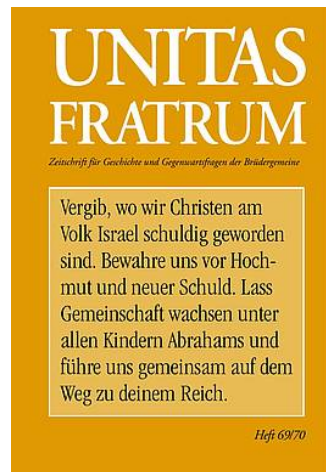 UNITAS
FRATRUM
Zeitschrift für Geschichte und Gegenwartsfragen der Brüdergemeine
Vergib, wo wir Christen am
Volk Israel schuldig geworden
sind. Bewahre uns vor Hoch-
mut und neuer Schuld. Lass
Gemeinschaft wachsen unter
allen Kindern Abrahams und
führe uns gemeinsam auf dem
Weg zu deinem Reich.
Heft 69/70